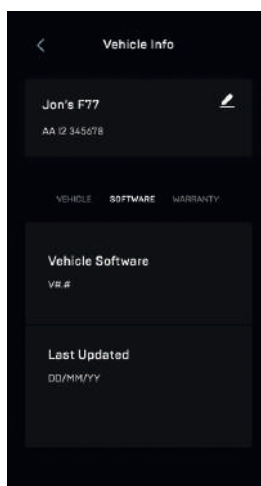 Vehicle Info
Jon's F77
AA 12 345678
VEHICLE SOFTWARE WARRANTY
Vehicle Software
V#.#
Last Updated
DD/MM/YY